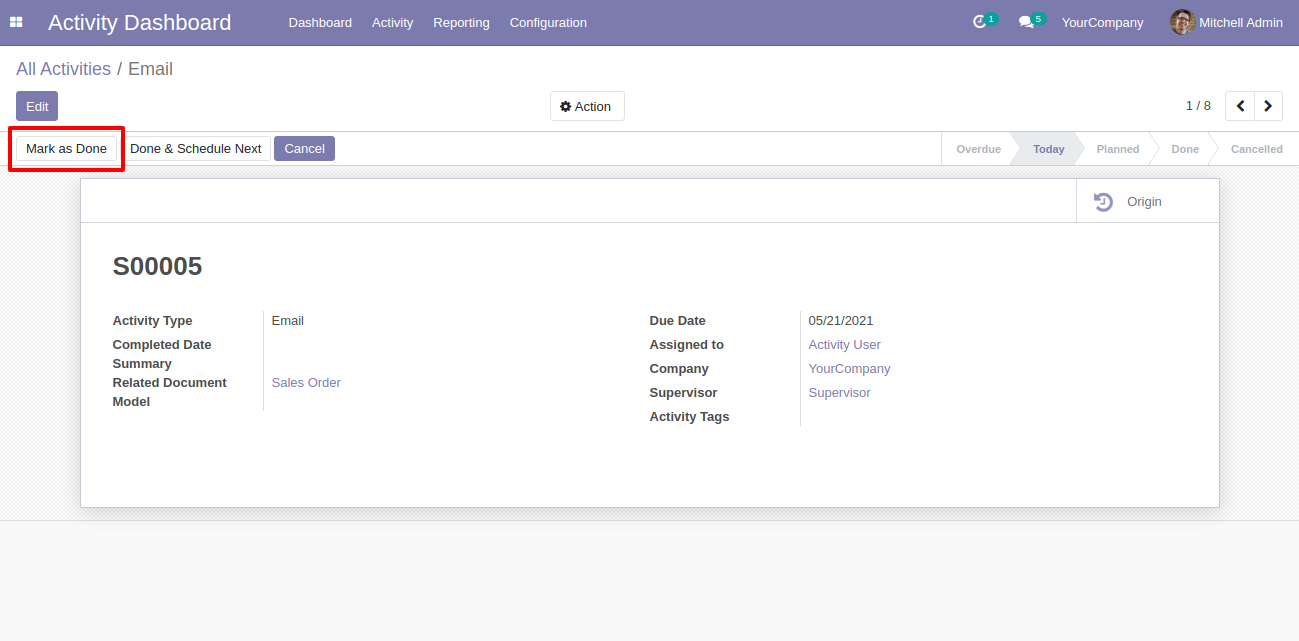 Activity Dashboard Dashboard Activity Reporting Configuration 1 5 YourCompany Mitchell Admin
All Activities / Email
Edit Action 1 / 8
Mark as Done Done & Schedule Next Cancel Overdue Today Planned Done Cancelled
Origin
S00005
Activity Type Email
Completed Date
Summary
Related Document Model Sales Order
Due Date 05/21/2021
Assigned to Activity User
Company YourCompany
Supervisor Supervisor
Activity Tags